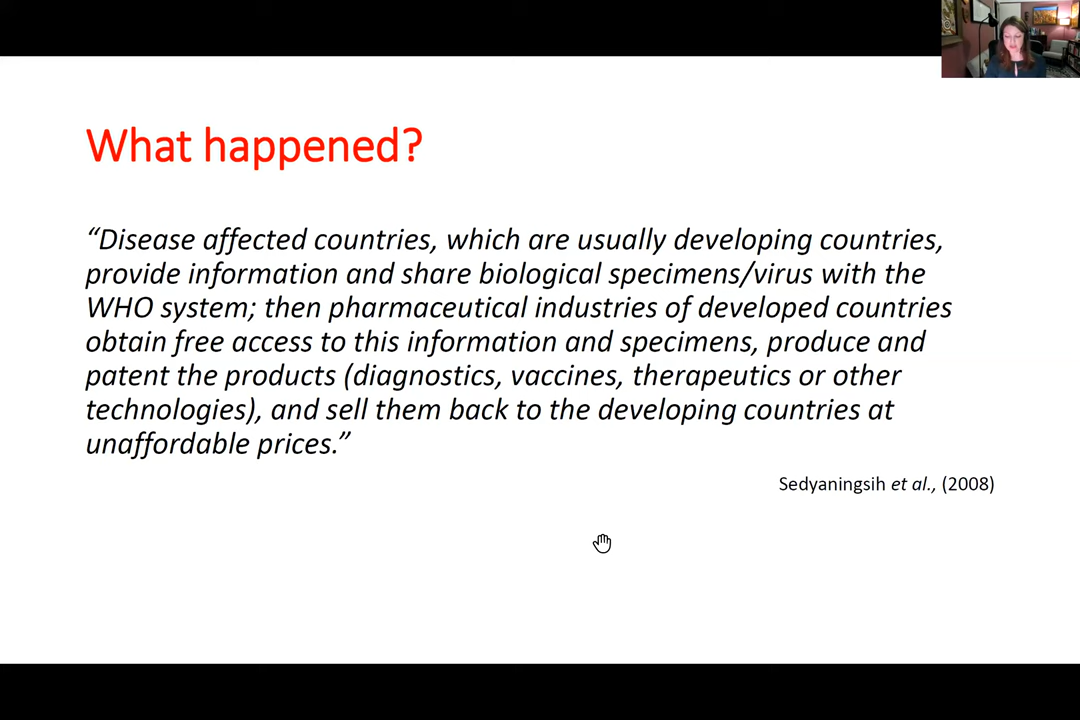 What happened?
“Disease affected countries, which are usually developing countries,
provide information and share biological specimens/virus with the
WHO system; then pharmaceutical industries of developed countries
obtain free access to this information and specimens, produce and
patent the products (diagnostics, vaccines, therapeutics or other
technologies), and sell them back to the developing countries at
unaffordable prices.”
Sedyaningsih et al., (2008)